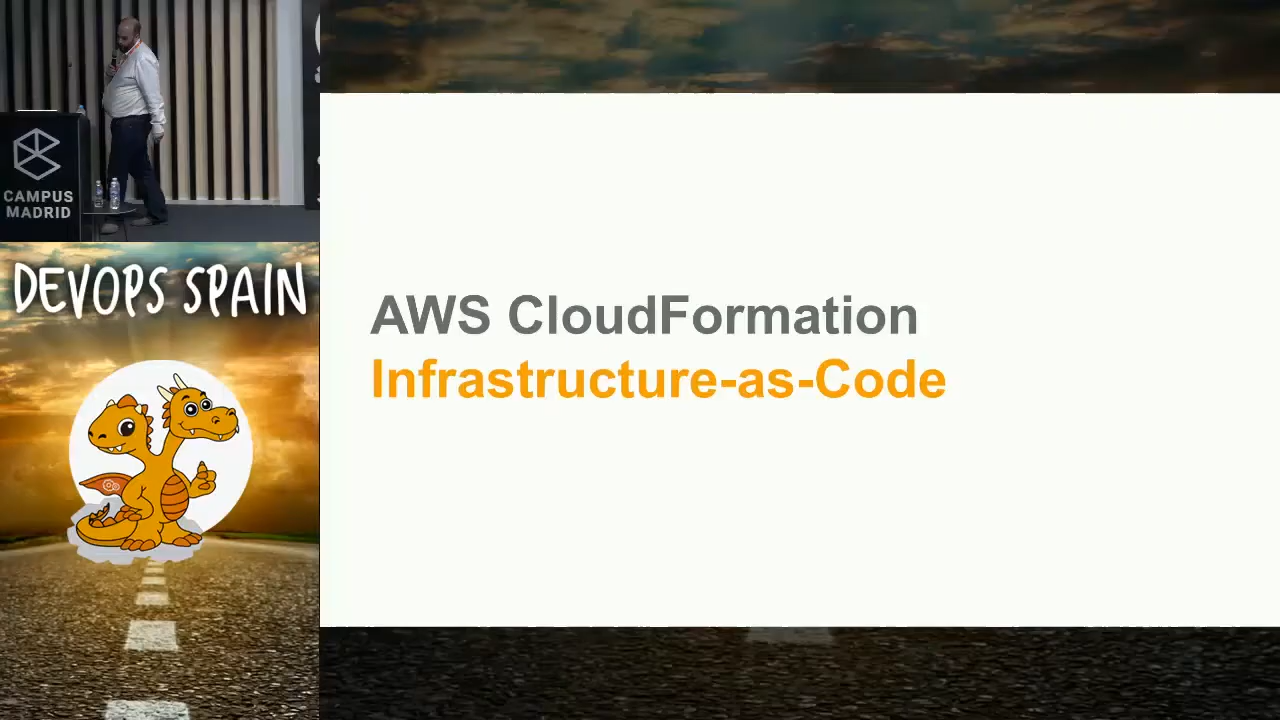 CAMPUS
MADRID
DEVOPS SPAIN
AWS CloudFormation
Infrastructure-as-Code